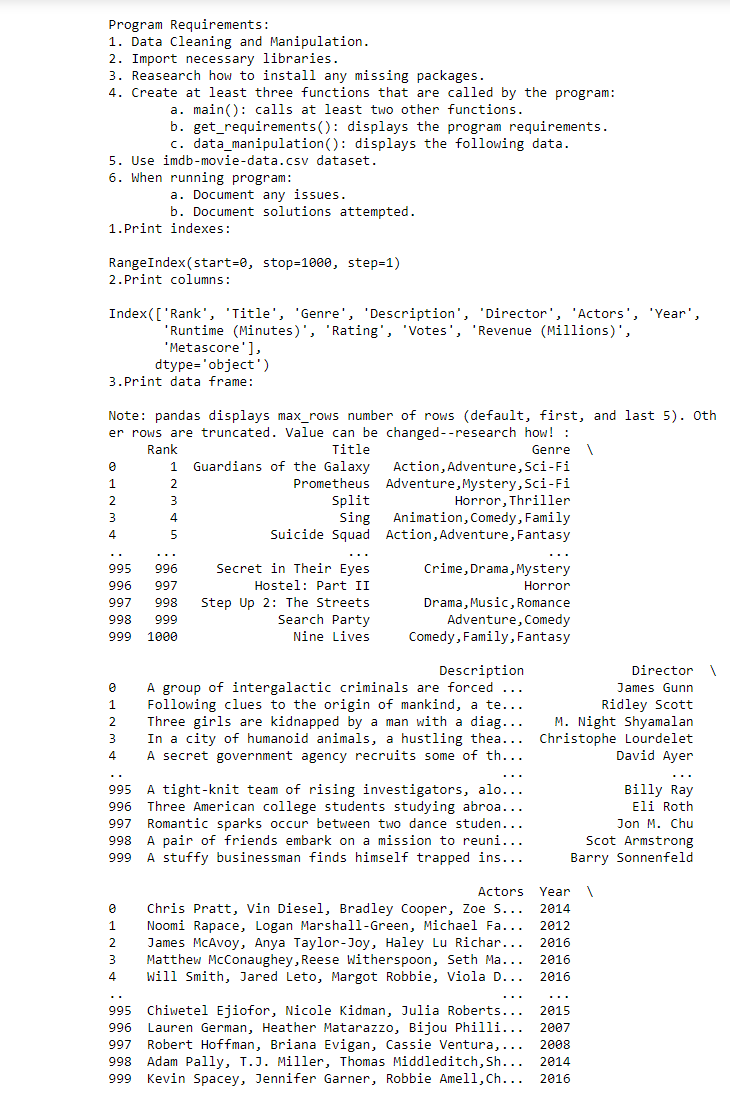 Program Requirements:
1. Data Cleaning and Manipulation.
2. Import necessary libraries.
3. Reasearch how to install any missing packages.
4. Create at least three functions that are called by the program:
        a. main(): calls at least two other functions.
        b. get_requirements(): displays the program requirements.
        c. data_manipulation(): displays the following data.
5. Use imdb-movie-data.csv dataset.
6. When running program:
        a. Document any issues.
        b. Document solutions attempted.
1.Print indexes:

RangeIndex(start=0, stop=1000, step=1)
2.Print columns:

Index(['Rank', 'Title', 'Genre', 'Description', 'Director', 'Actors', 'Year',
       'Runtime (Minutes)', 'Rating', 'Votes', 'Revenue (Millions)',
       'Metascore'],
      dtype='object')
3.Print data frame:

Note: pandas displays max_rows number of rows (default, first, and last 5). Oth
er rows are truncated. Value can be changed--research how! :
     Rank                    Title                     Genre  \
0       1  Guardians of the Galaxy   Action,Adventure,Sci-Fi
1       2               Prometheus  Adventure,Mystery,Sci-Fi
2       3                    Split           Horror,Thriller
3       4                     Sing   Animation,Comedy,Family
4       5            Suicide Squad  Action,Adventure,Fantasy
..    ...                      ...                       ...
995   996     Secret in Their Eyes       Crime,Drama,Mystery
996   997          Hostel: Part II                    Horror
997   998   Step Up 2: The Streets       Drama,Music,Romance
998   999             Search Party          Adventure,Comedy
999  1000               Nine Lives     Comedy,Family,Fantasy

                                           Description              Director  \
0    A group of intergalactic criminals are forced ...            James Gunn
1    Following clues to the origin of mankind, a te...          Ridley Scott
2    Three girls are kidnapped by a man with a diag...    M. Night Shyamalan
3    In a city of humanoid animals, a hustling thea...  Christophe Lourdelet
4    A secret government agency recruits some of th...            David Ayer
..                                                 ...                   ...
995  A tight-knit team of rising investigators, alo...             Billy Ray
996  Three American college students studying abroa...              Eli Roth
997  Romantic sparks occur between two dance studen...            Jon M. Chu
998  A pair of friends embark on a mission to reuni...        Scot Armstrong
999  A stuffy businessman finds himself trapped ins...      Barry Sonnenfeld

                                                Actors  Year  \
0    Chris Pratt, Vin Diesel, Bradley Cooper, Zoe S...  2014
1    Noomi Rapace, Logan Marshall-Green, Michael Fa...  2012
2    James McAvoy, Anya Taylor-Joy, Haley Lu Richar...  2016
3    Matthew McConaughey,Reese Witherspoon, Seth Ma...  2016
4    Will Smith, Jared Leto, Margot Robbie, Viola D...  2016
..                                                 ...   ...
995  Chiwetel Ejiofor, Nicole Kidman, Julia Roberts...  2015
996  Lauren German, Heather Matarazzo, Bijou Philli...  2007
997  Robert Hoffman, Briana Evigan, Cassie Ventura,...  2008
998  Adam Pally, T.J. Miller, Thomas Middleditch,Sh...  2014
999  Kevin Spacey, Jennifer Garner, Robbie Amell,Ch...  2016